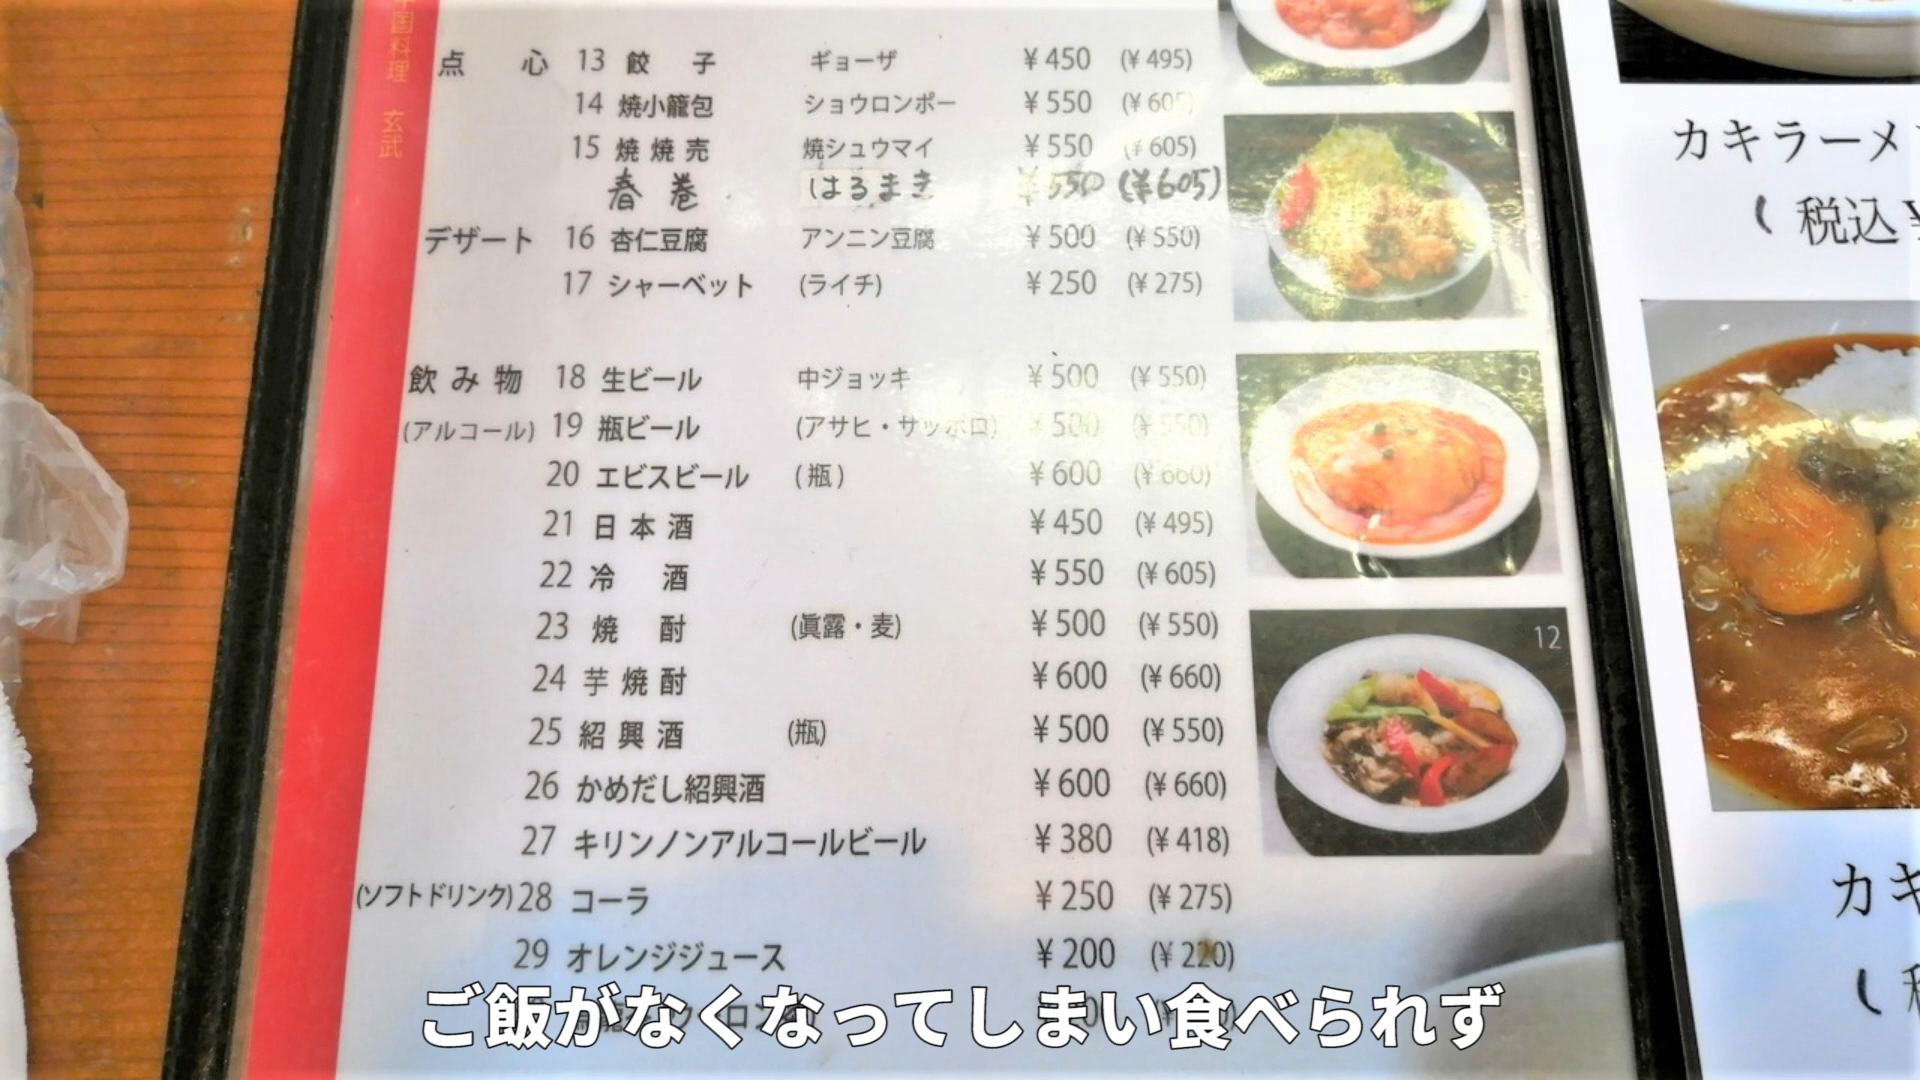 中国料理 玄武
点心 13 餃子 ギョーザ ¥450 (¥495)
14 焼小籠包 ショウロンポー ¥550 (¥605)
15 焼焼売 焼シュウマイ ¥550 (¥605)
春巻 はるまき ¥550 (¥605)
デザート 16 杏仁豆腐 アンニン豆腐 ¥500 (¥550)
17 シャーベット (ライチ) ¥250 (¥275)
飲み物 18 生ビール 中ジョッキ ¥500 (¥550)
(アルコール) 19 瓶ビール (アサヒ・サッポロ) ¥500 (¥550)
20 エビスビール (瓶) ¥600 (¥660)
21 日本酒 ¥450 (¥495)
22 冷酒 ¥550 (¥605)
23 焼酎 (眞露・麦) ¥500 (¥550)
24 芋焼酎 ¥600 (¥660)
25 紹興酒 (瓶) ¥500 (¥550)
26 かめだし紹興酒 ¥600 (¥660)
27 キリンノンアルコールビール ¥380 (¥418)
(ソフトドリンク) 28 コーラ ¥250 (¥275)
29 オレンジジュース ¥200 (¥220)
8
9
12
カキラーメン
(税込¥
カキ
(
ご飯がなくなってしまい食べられず